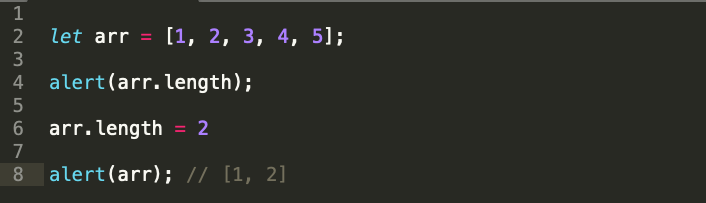 1
2 let arr = [1, 2, 3, 4, 5];
3
4 alert(arr.length);
5
6 arr.length = 2
7
8 alert(arr); // [1, 2]